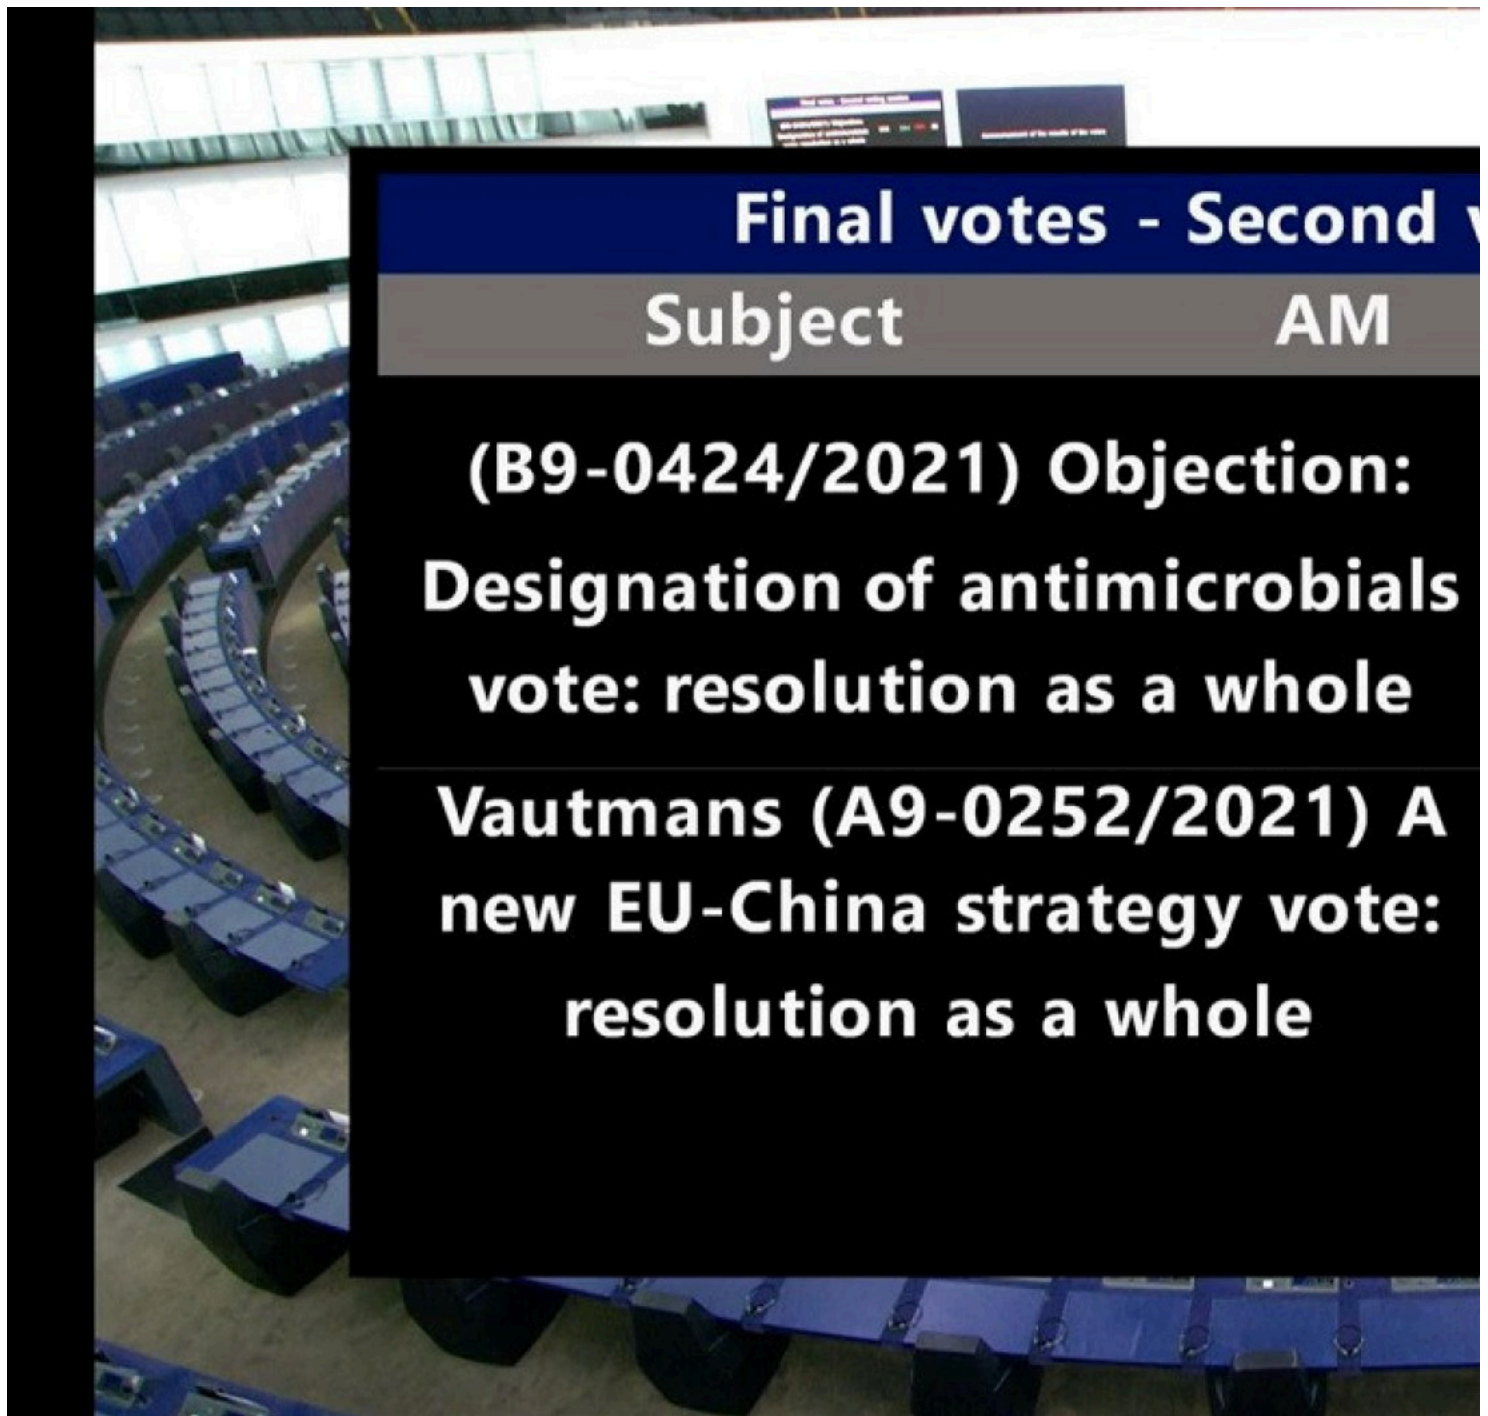 Final votes - Second
Subject AM
(B9-0424/2021) Objection:
Designation of antimicrobials
vote: resolution as a whole
Vautmans (A9-0252/2021) A
new EU-China strategy vote:
resolution as a whole